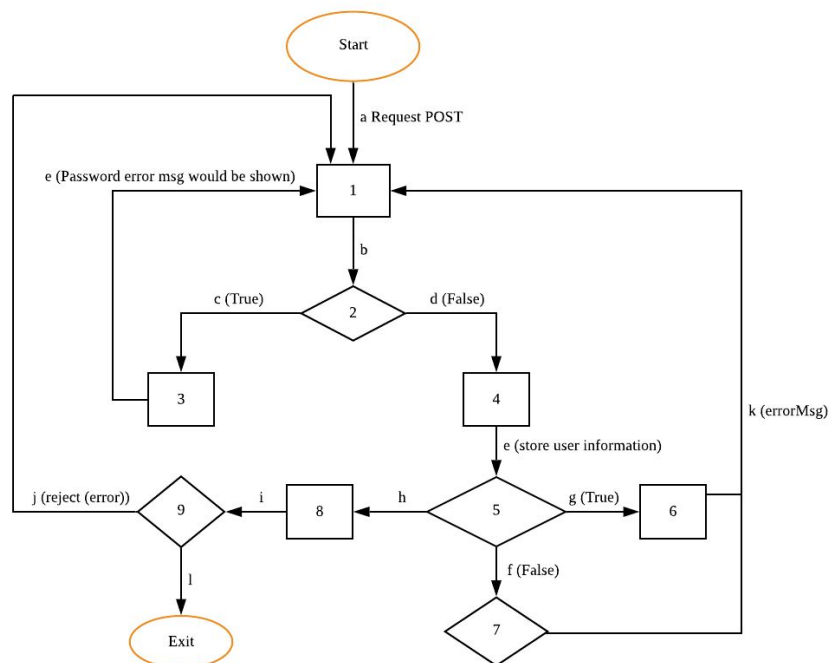 Start
a Request POST
e (Password error msg would be shown)
1
b
c (True)
d (False)
2
3
4
k (errorMsg)
e (store user information)
j (reject (error))
i
h
g (True)
9
8
5
6
f (False)
l
7
Exit